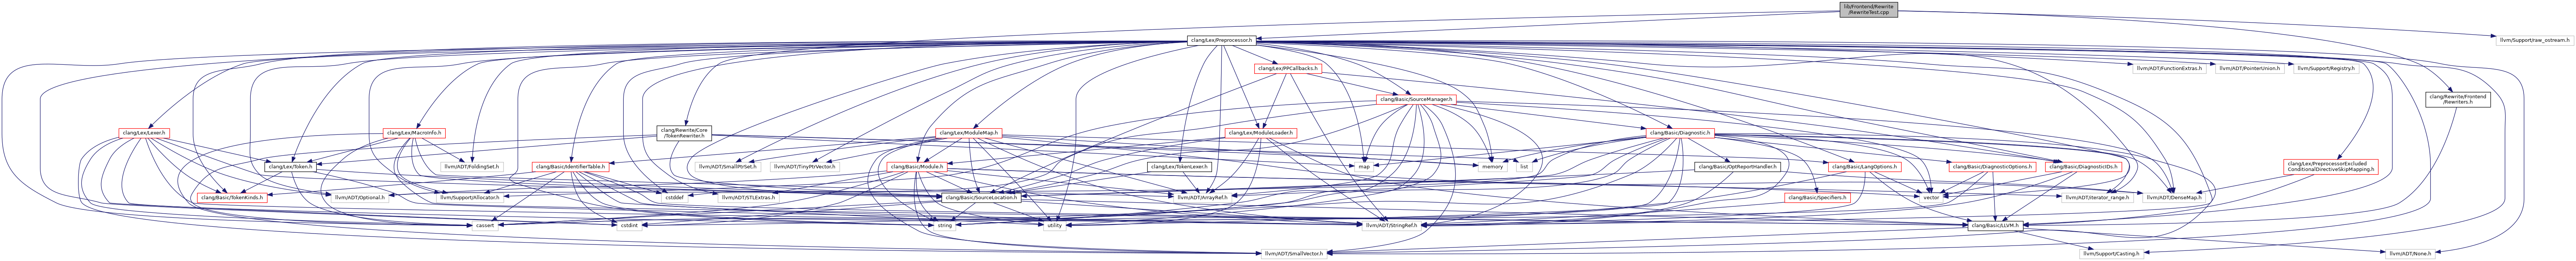 lib/Frontend/Rewrite
/RewriteTest.cpp
clang/Lex/Preprocessor.h
llvm/Support/raw_ostream.h
clang/Lex/PPCallbacks.h
llvm/ADT/FunctionExtras.h
llvm/ADT/PointerUnion.h
llvm/Support/Registry.h
clang/Basic/SourceManager.h
clang/Rewrite/Frontend
/Rewriters.h
clang/Lex/Lexer.h
clang/Lex/MacroInfo.h
clang/Rewrite/Core
/TokenRewriter.h
clang/Lex/ModuleMap.h
clang/Lex/ModuleLoader.h
clang/Basic/Diagnostic.h
clang/Lex/Token.h
llvm/ADT/FoldingSet.h
clang/Basic/IdentifierTable.h
llvm/ADT/SmallPtrSet.h
llvm/ADT/TinyPtrVector.h
clang/Basic/Module.h
clang/Lex/TokenLexer.h
map
memory
list
clang/Basic/OptReportHandler.h
clang/Basic/LangOptions.h
clang/Basic/DiagnosticOptions.h
clang/Basic/DiagnosticIDs.h
clang/Lex/PreprocessorExcluded
ConditionalDirectiveSkipMapping.h
clang/Basic/TokenKinds.h
llvm/ADT/Optional.h
llvm/Support/Allocator.h
cstddef
llvm/ADT/STLExtras.h
clang/Basic/SourceLocation.h
llvm/ADT/ArrayRef.h
clang/Basic/Specifiers.h
vector
llvm/ADT/iterator_range.h
llvm/ADT/DenseMap.h
cassert
cstdint
string
utility
llvm/ADT/StringRef.h
clang/Basic/LLVM.h
llvm/ADT/SmallVector.h
llvm/Support/Casting.h
llvm/ADT/None.h